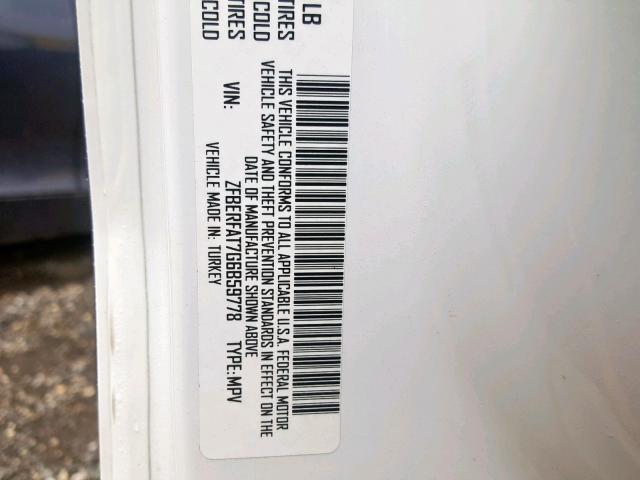 LB
TIRES
COLD
TIRES
COLD
THIS VEHICLE CONFORMS TO ALL APPLICABLE U.S.A. FEDERAL MOTOR
VEHICLE SAFETY AND THEFT PREVENTION STANDARDS IN EFFECT ON THE
DATE OF MANUFACTURE SHOWN ABOVE
VIN: ZFBERFAT7G6B59778 TYPE:MPV
VEHICLE MADE IN: TURKEY